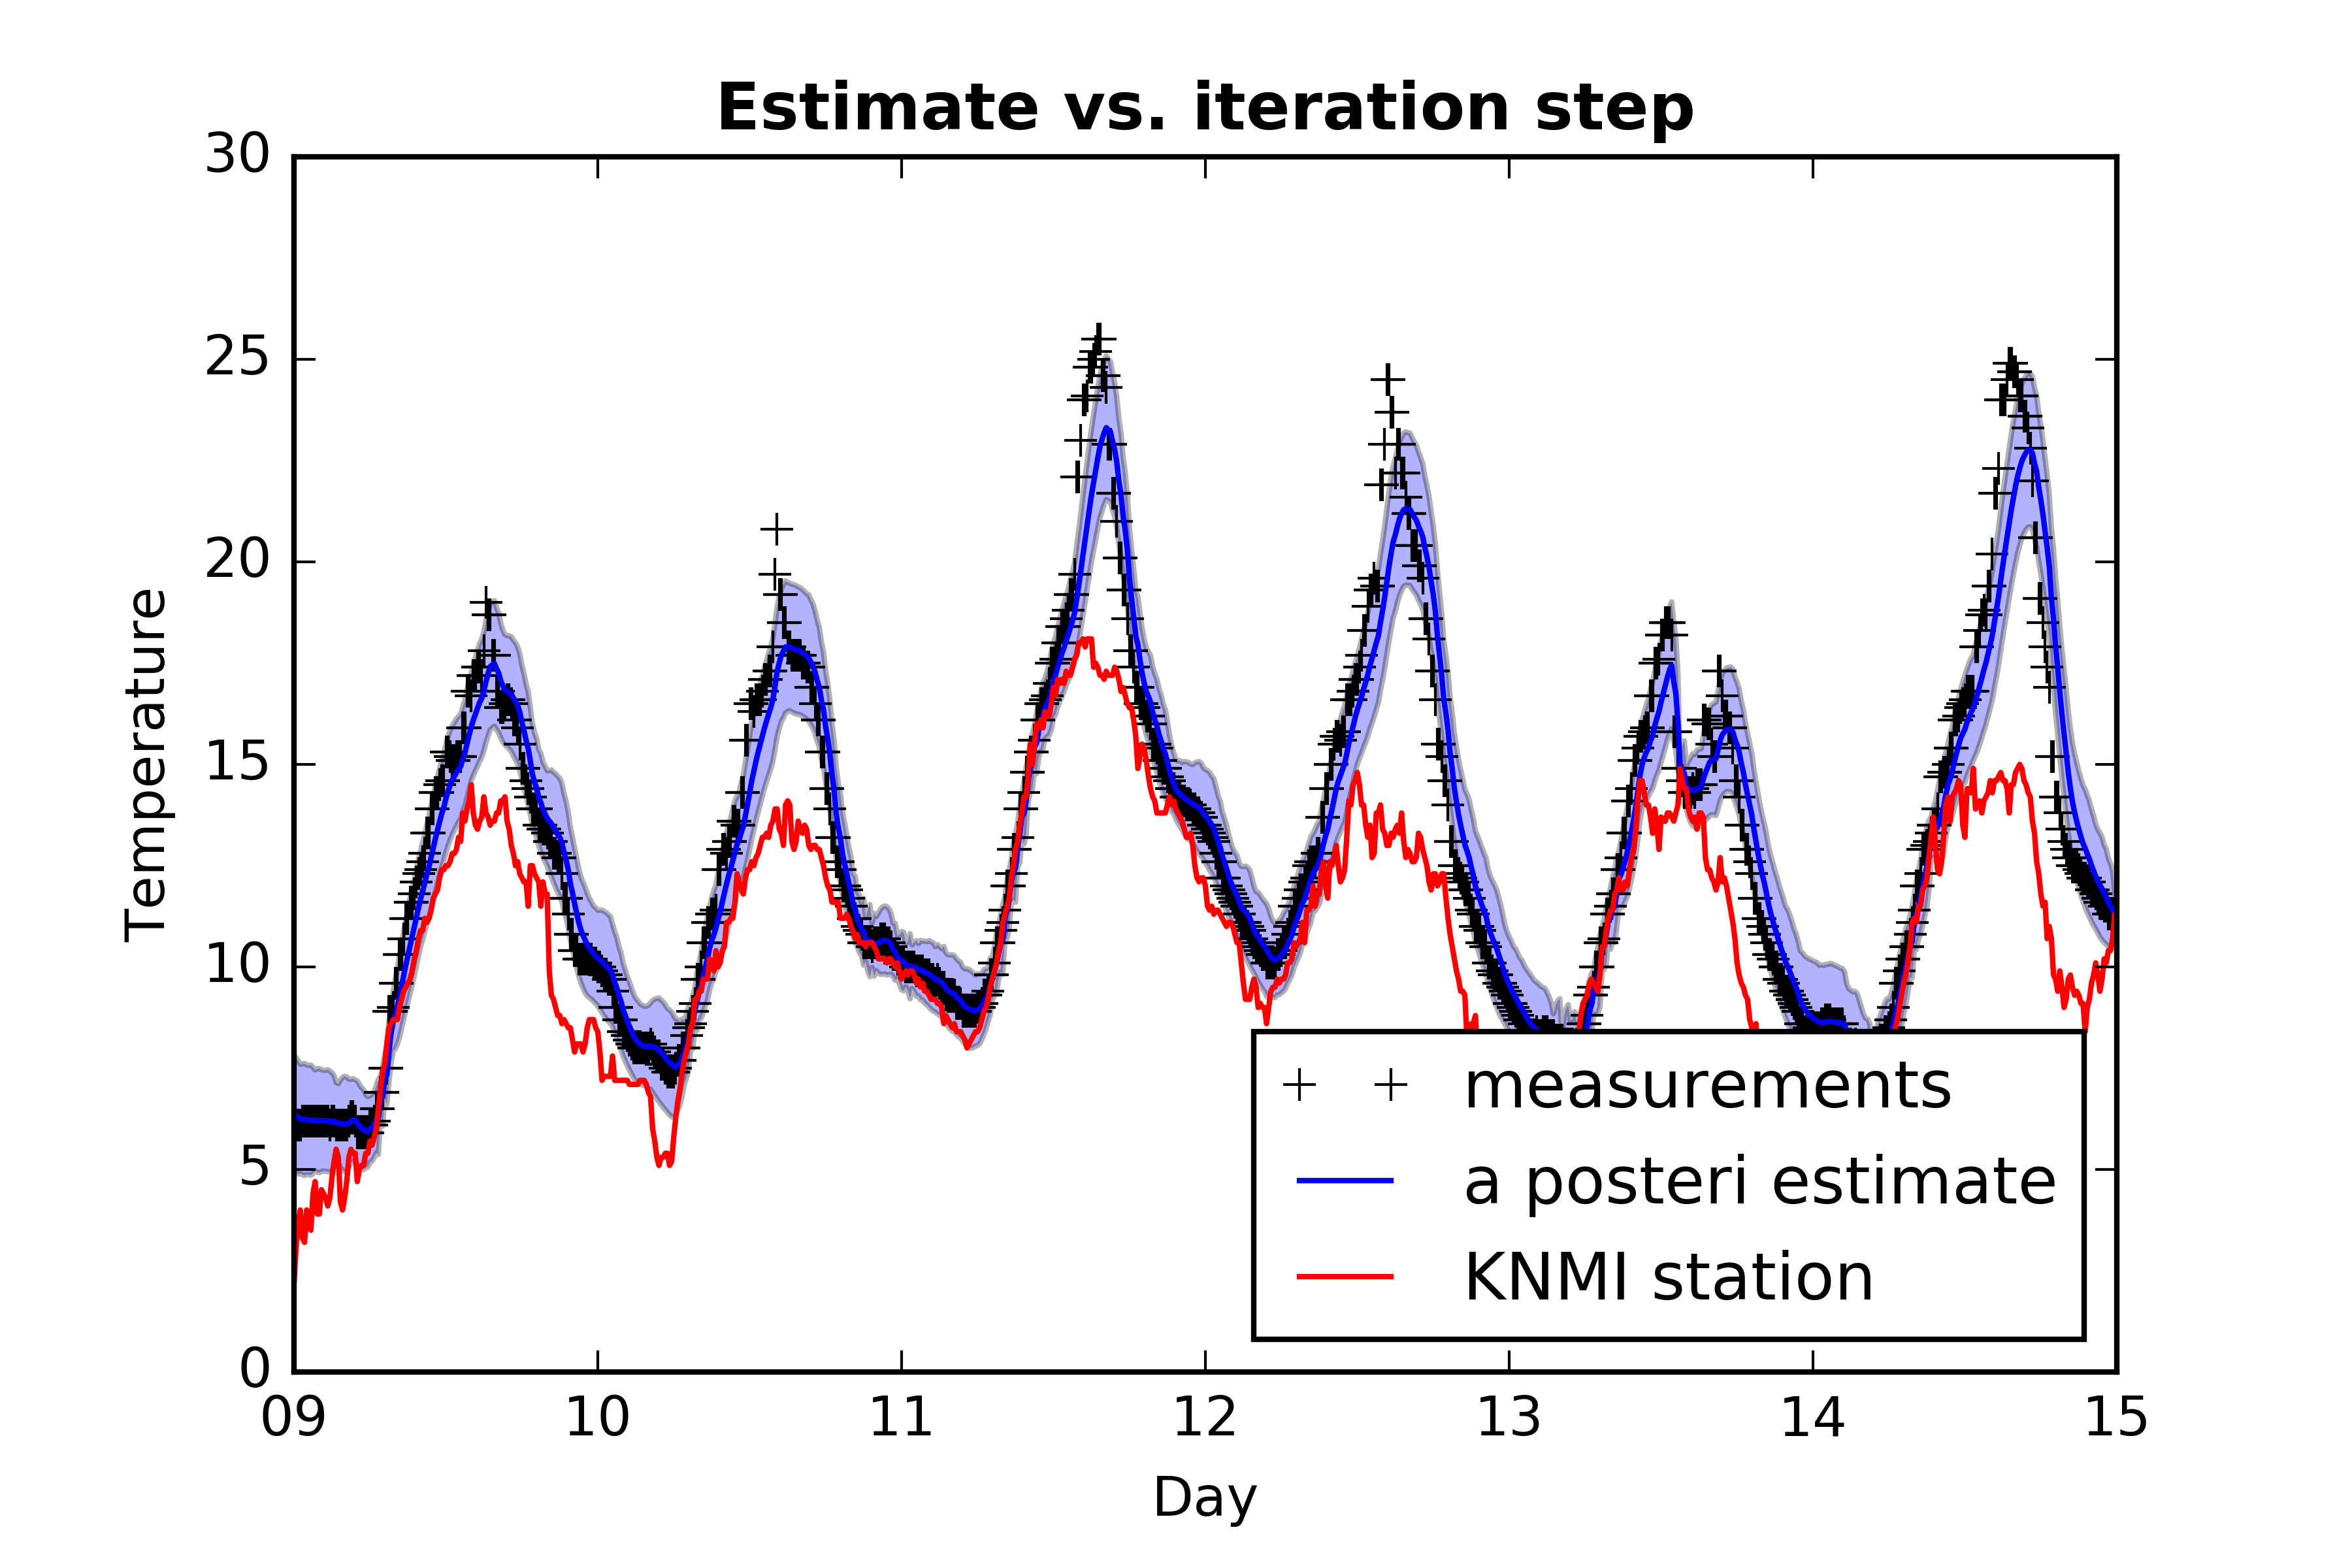 Estimate vs. iteration step
30
25
20
15
10
5
0
Temperature
09 10 11 12 13 14 15
Day
measurements
a posteri estimate
KNMI station